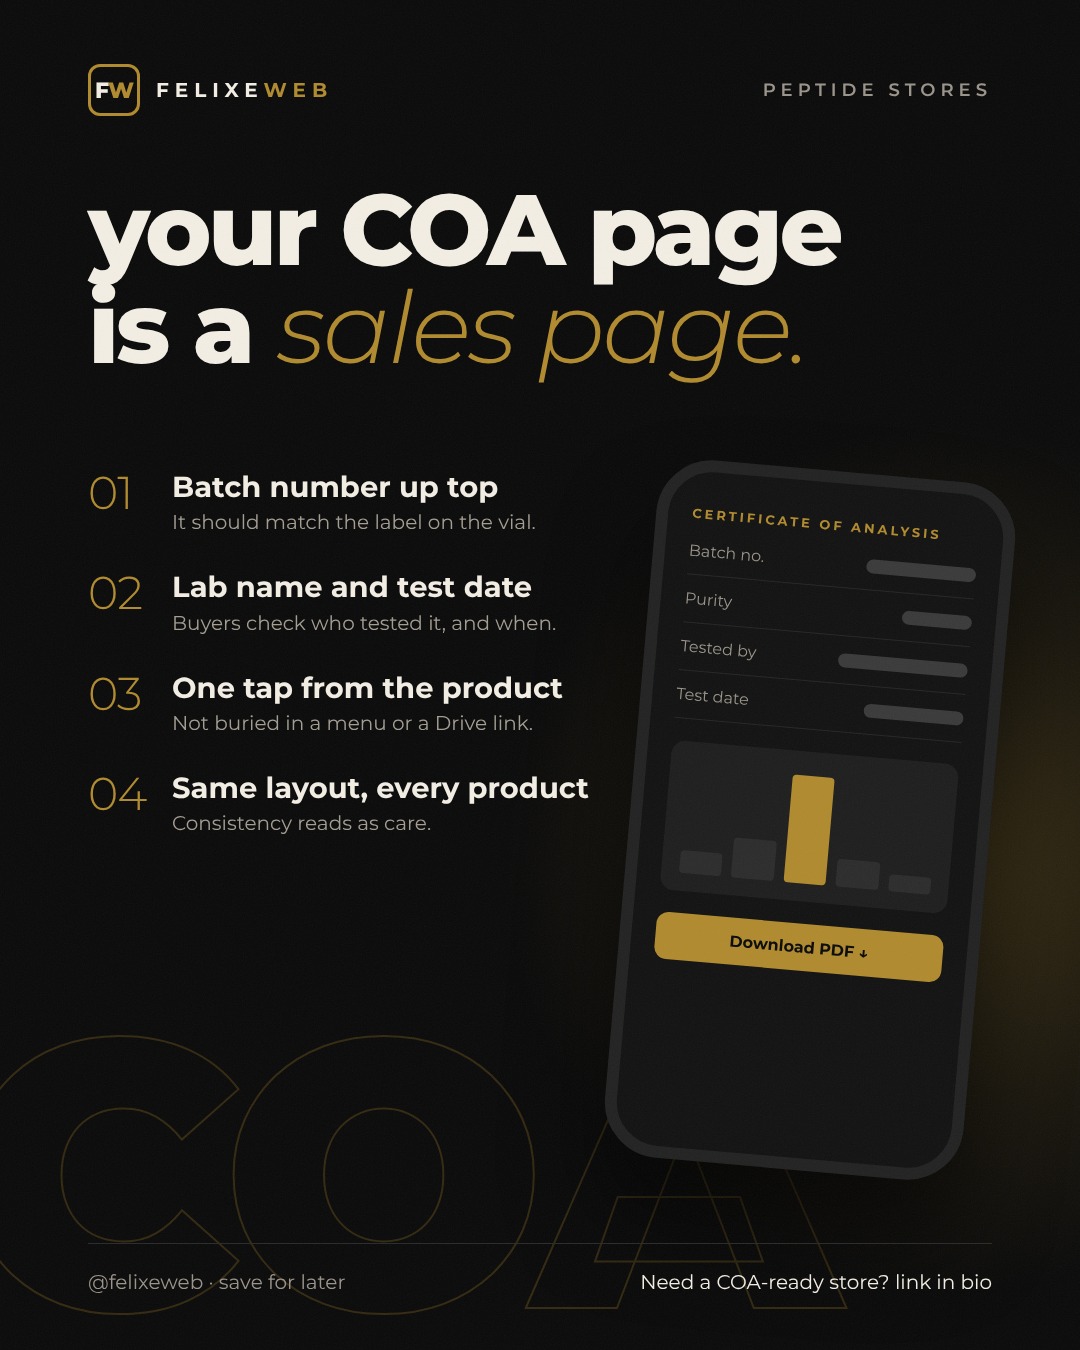 FW FELIXEWEB
PEPTIDE STORES
your COA page
is a sales page.
01 Batch number up top
It should match the label on the vial.
02 Lab name and test date
Buyers check who tested it, and when.
03 One tap from the product
Not buried in a menu or a Drive link.
04 Same layout, every product
Consistency reads as care.
CERTIFICATE OF ANALYSIS
Batch no.
Purity
Tested by
Test date
Download PDF ↓
COA
@felixeweb · save for later
Need a COA-ready store? link in bio